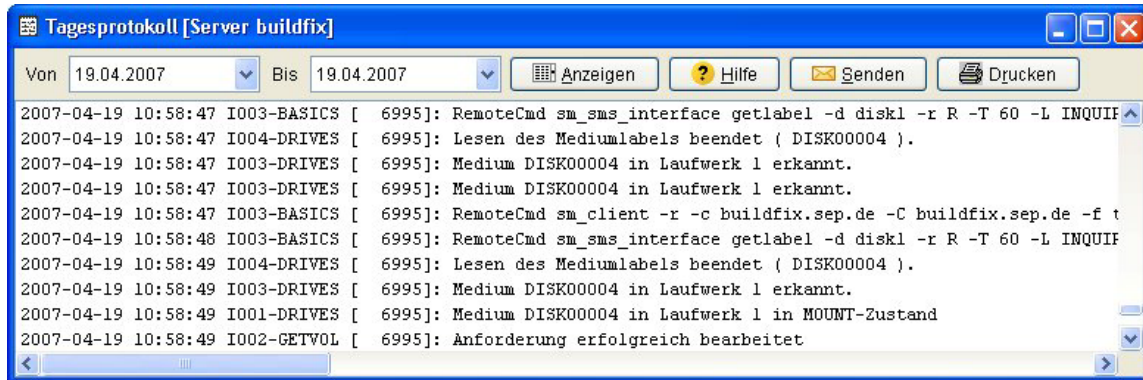 Tagesprotokoll [Server buildfix]
Von 19.04.2007 Bis 19.04.2007 Anzeigen Hilfe Senden Drucken
2007-04-19 10:58:47 I003-BASICS [  6995]: RemoteCmd sm_sms_interface getlabel -d disk1 -r R -T 60 -L INQUIF
2007-04-19 10:58:47 I004-DRIVES [  6995]: Lesen des Mediumlabels beendet ( DISK00004 ).
2007-04-19 10:58:47 I003-DRIVES [  6995]: Medium DISK00004 in Laufwerk 1 erkannt.
2007-04-19 10:58:47 I003-DRIVES [  6995]: Medium DISK00004 in Laufwerk 1 erkannt.
2007-04-19 10:58:47 I003-BASICS [  6995]: RemoteCmd sm_client -r -c buildfix.sep.de -C buildfix.sep.de -f t
2007-04-19 10:58:48 I003-BASICS [  6995]: RemoteCmd sm_sms_interface getlabel -d disk1 -r R -T 60 -L INQUIF
2007-04-19 10:58:49 I004-DRIVES [  6995]: Lesen des Mediumlabels beendet ( DISK00004 ).
2007-04-19 10:58:49 I003-DRIVES [  6995]: Medium DISK00004 in Laufwerk 1 erkannt.
2007-04-19 10:58:49 I001-DRIVES [  6995]: Medium DISK00004 in Laufwerk 1 in MOUNT-Zustand
2007-04-19 10:58:49 I002-GETVOL [  6995]: Anforderung erfolgreich bearbeitet